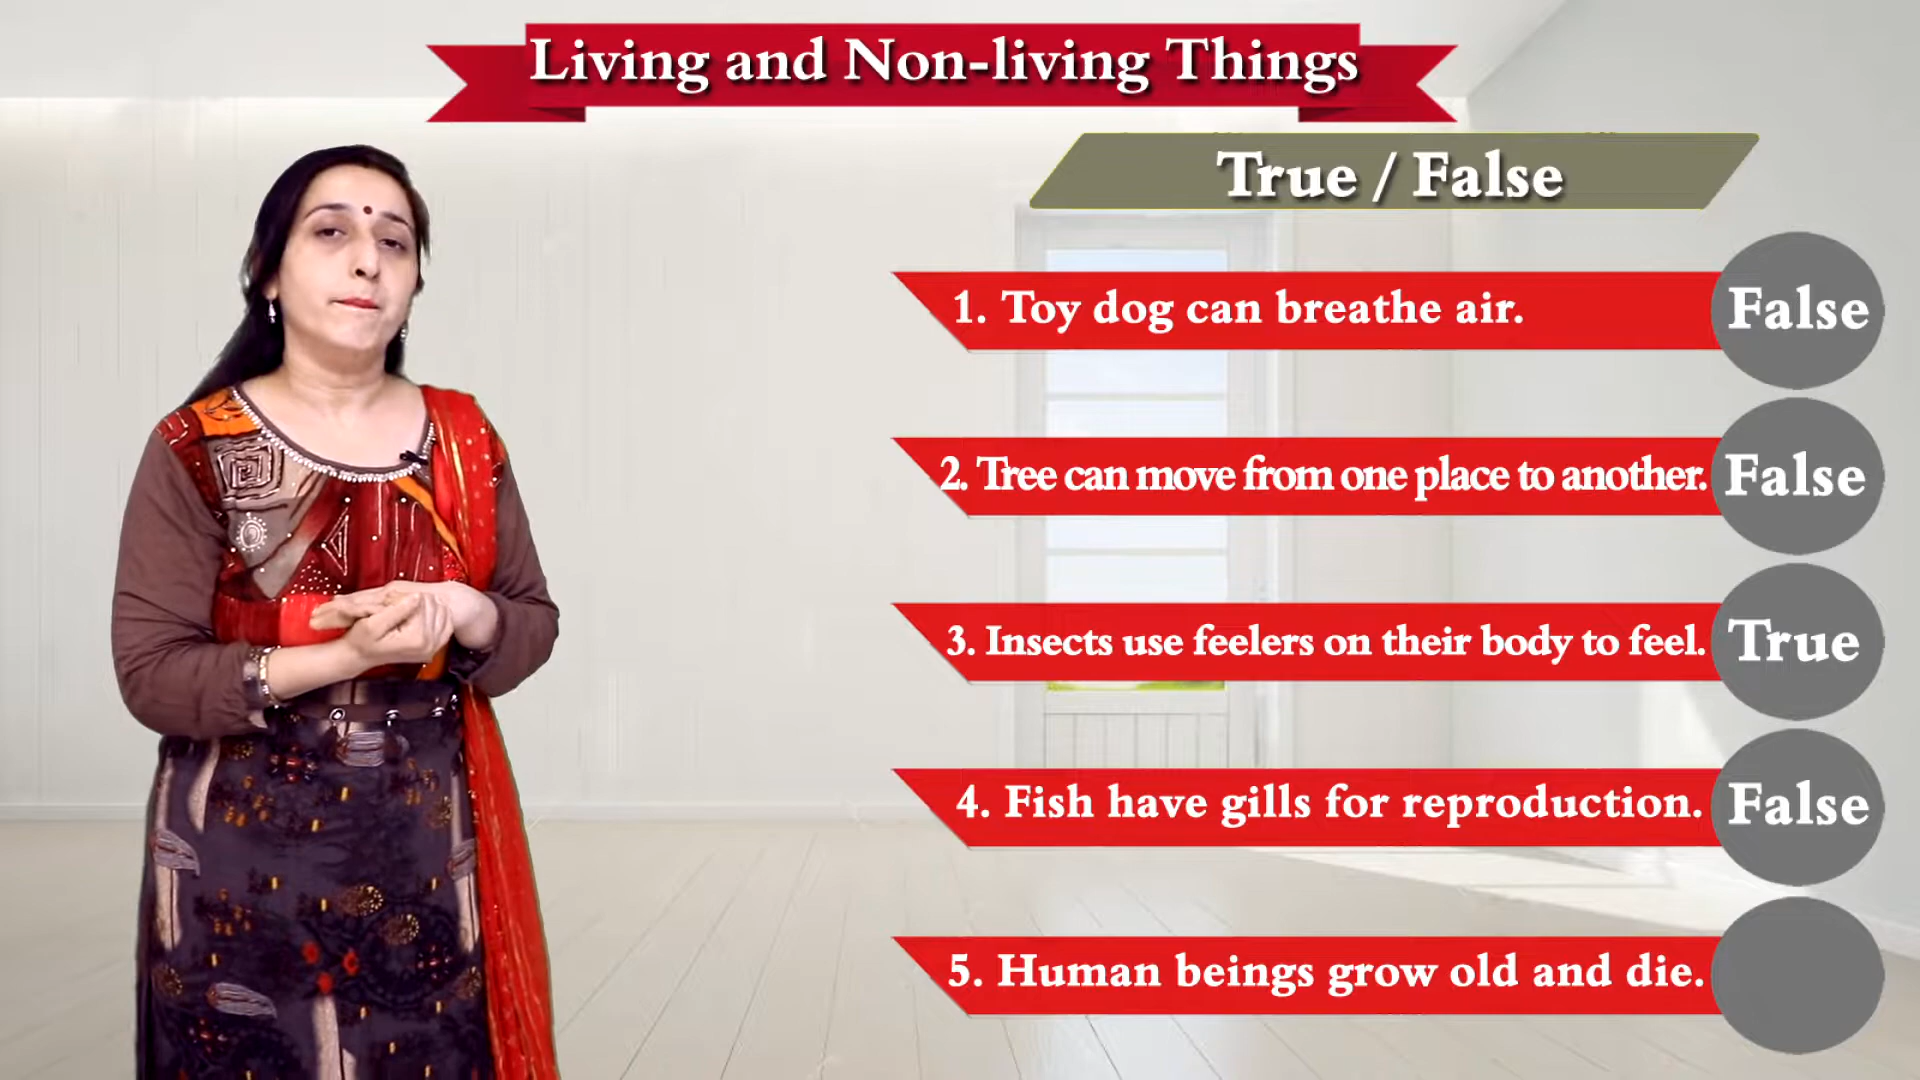 Living and Non-living Things
True / False
1. Toy dog can breathe air. False
2. Tree can move from one place to another. False
3. Insects use feelers on their body to feel. True
4. Fish have gills for reproduction. False
5. Human beings grow old and die.